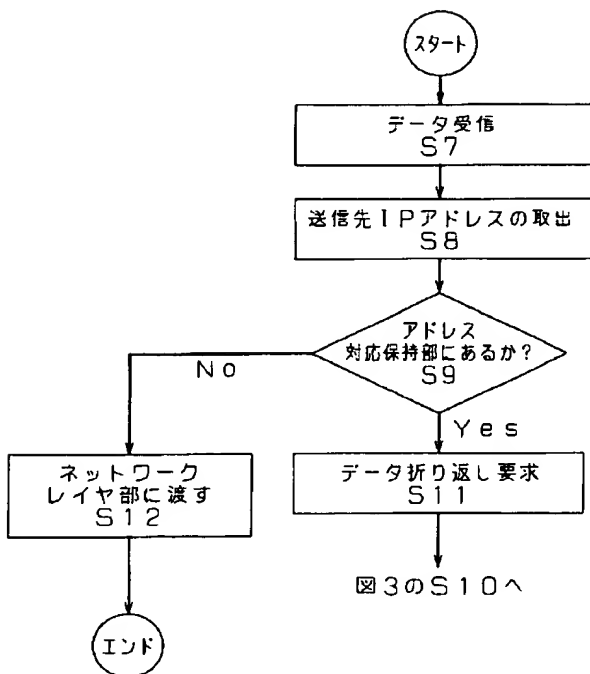 スタート
データ受信
S7
送信先IPアドレスの取出
S8
アドレス
対応保持部にあるか?
S9
No
Yes
ネットワーク
レイヤ部に渡す
S12
データ折り返し要求
S11
図3のS10へ
エンド